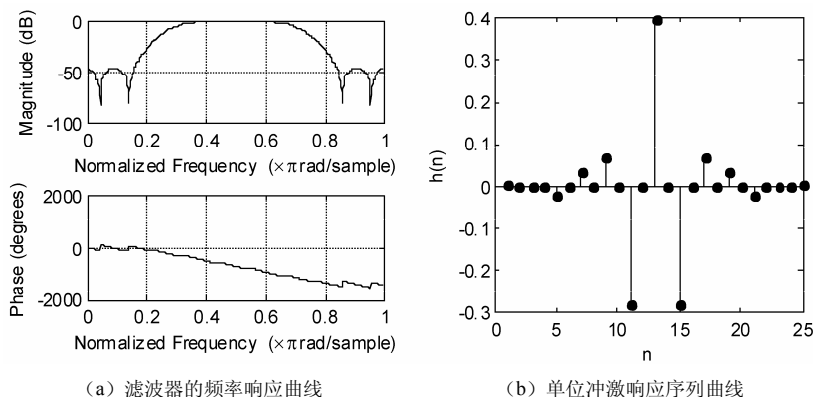 0
-50
-100
Magnitude (dB)
0 0.2 0.4 0.6 0.8 1
Normalized Frequency (×π rad/sample)
2000
0
-2000
Phase (degrees)
0 0.2 0.4 0.6 0.8 1
Normalized Frequency (×π rad/sample)
0.4
0.3
0.2
0.1
0
-0.1
-0.2
-0.3
h(n)
0 5 10 15 20 25
n
（a）滤波器的频率响应曲线
（b）单位冲激响应序列曲线